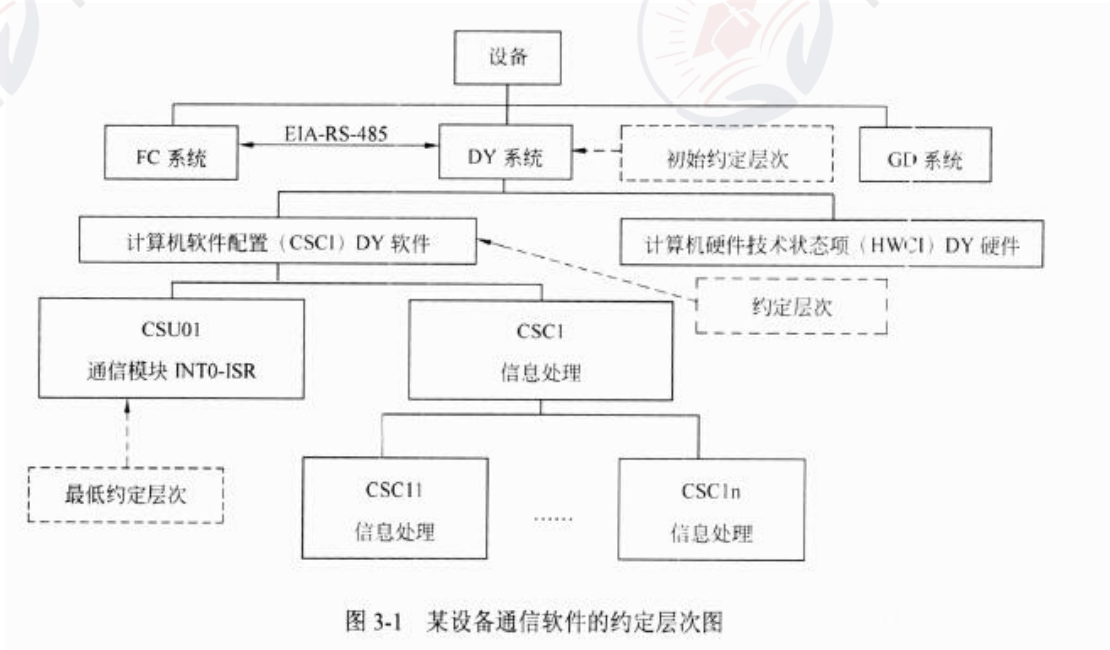 设备
EIA-RS-485
FC 系统
DY 系统
初始约定层次
GD 系统
计算机软件配置（CSCI）DY 软件
计算机硬件技术状态项（HWCI）DY 硬件
约定层次
CSU01
通信模块 INT0-ISR
CSC1
信息处理
最低约定层次
CSC11
信息处理
……
CSC1n
信息处理
图 3-1 某设备通信软件的约定层次图